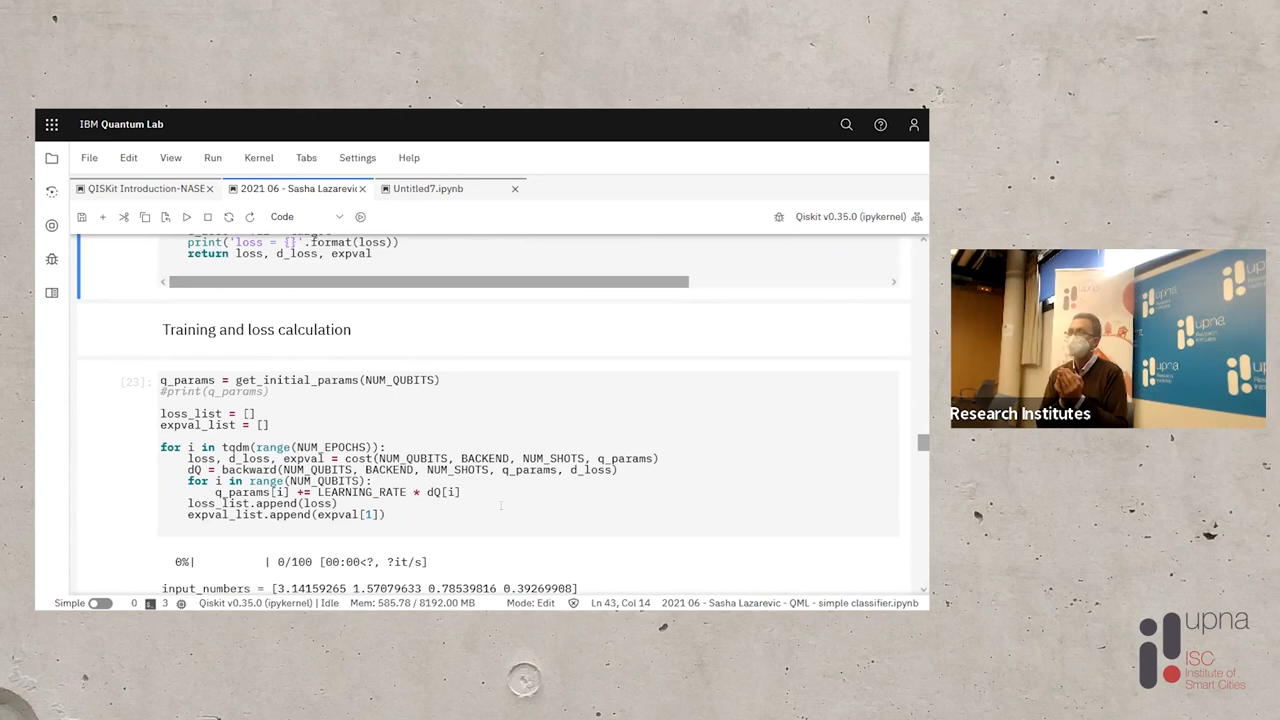 IBM Quantum Lab
File Edit View Run Kernel Tabs Settings Help
QISKit Introduction-NASE
2021 06 - Sasha Lazarevic
Untitled7.ipynb
Code
Qiskit v0.35.0 (ipykernel)
print('loss = {}'.format(loss))
return loss, d_loss, expval
Training and loss calculation
[23]:
q_params = get_initial_params(NUM_QUBITS)
#print(q_params)
loss_list = []
expval_list = []
for i in tqdm(range(NUM_EPOCHS)):
loss, d_loss, expval = cost(NUM_QUBITS, BACKEND, NUM_SHOTS, q_params)
dQ = backward(NUM_QUBITS, BACKEND, NUM_SHOTS, q_params, d_loss)
for i in range(NUM_QUBITS):
q_params[i] += LEARNING_RATE * dQ[i]
loss_list.append(loss)
expval_list.append(expval[1])
0%| | 0/100 [00:00<?, ?it/s]
input_numbers = [3.14159265 1.57079633 0.78539816 0.39269908]
Simple 0 3 Qiskit v0.35.0 (ipykernel) | Idle Mem: 585.78 / 8192.00 MB Mode: Edit Ln 43, Col 14 2021 06 - Sasha Lazarevic - QML - simple classifier.ipynb
upna
upna
upna
upna
Research Institutes
upna
ISC
Institute of
Smart Cities